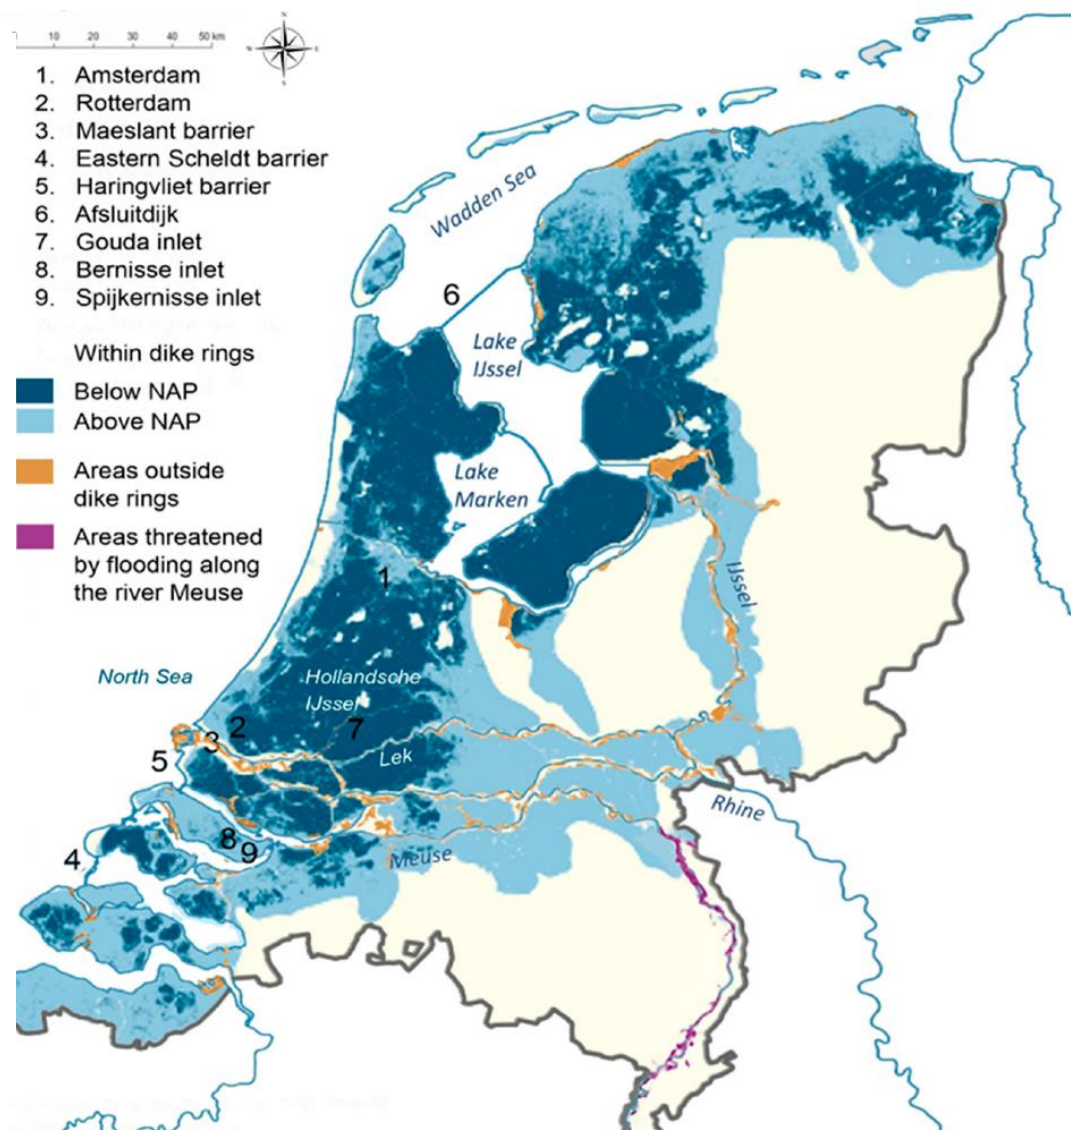 0 10 20 30 40 50 km
N
W E
S
1. Amsterdam
2. Rotterdam
3. Maeslant barrier
4. Eastern Scheldt barrier
5. Haringvliet barrier
6. Afsluitdijk
7. Gouda inlet
8. Bernisse inlet
9. Spijkernisse inlet
Within dike rings
Below NAP
Above NAP
Areas outside
dike rings
Areas threatened
by flooding along
the river Meuse
Wadden Sea
6
Lake
IJssel
Lake
Marken
1
IJssel
North Sea
Hollandsche
IJssel
2
7
3
5
Lek
Rhine
8
9
4
Meuse